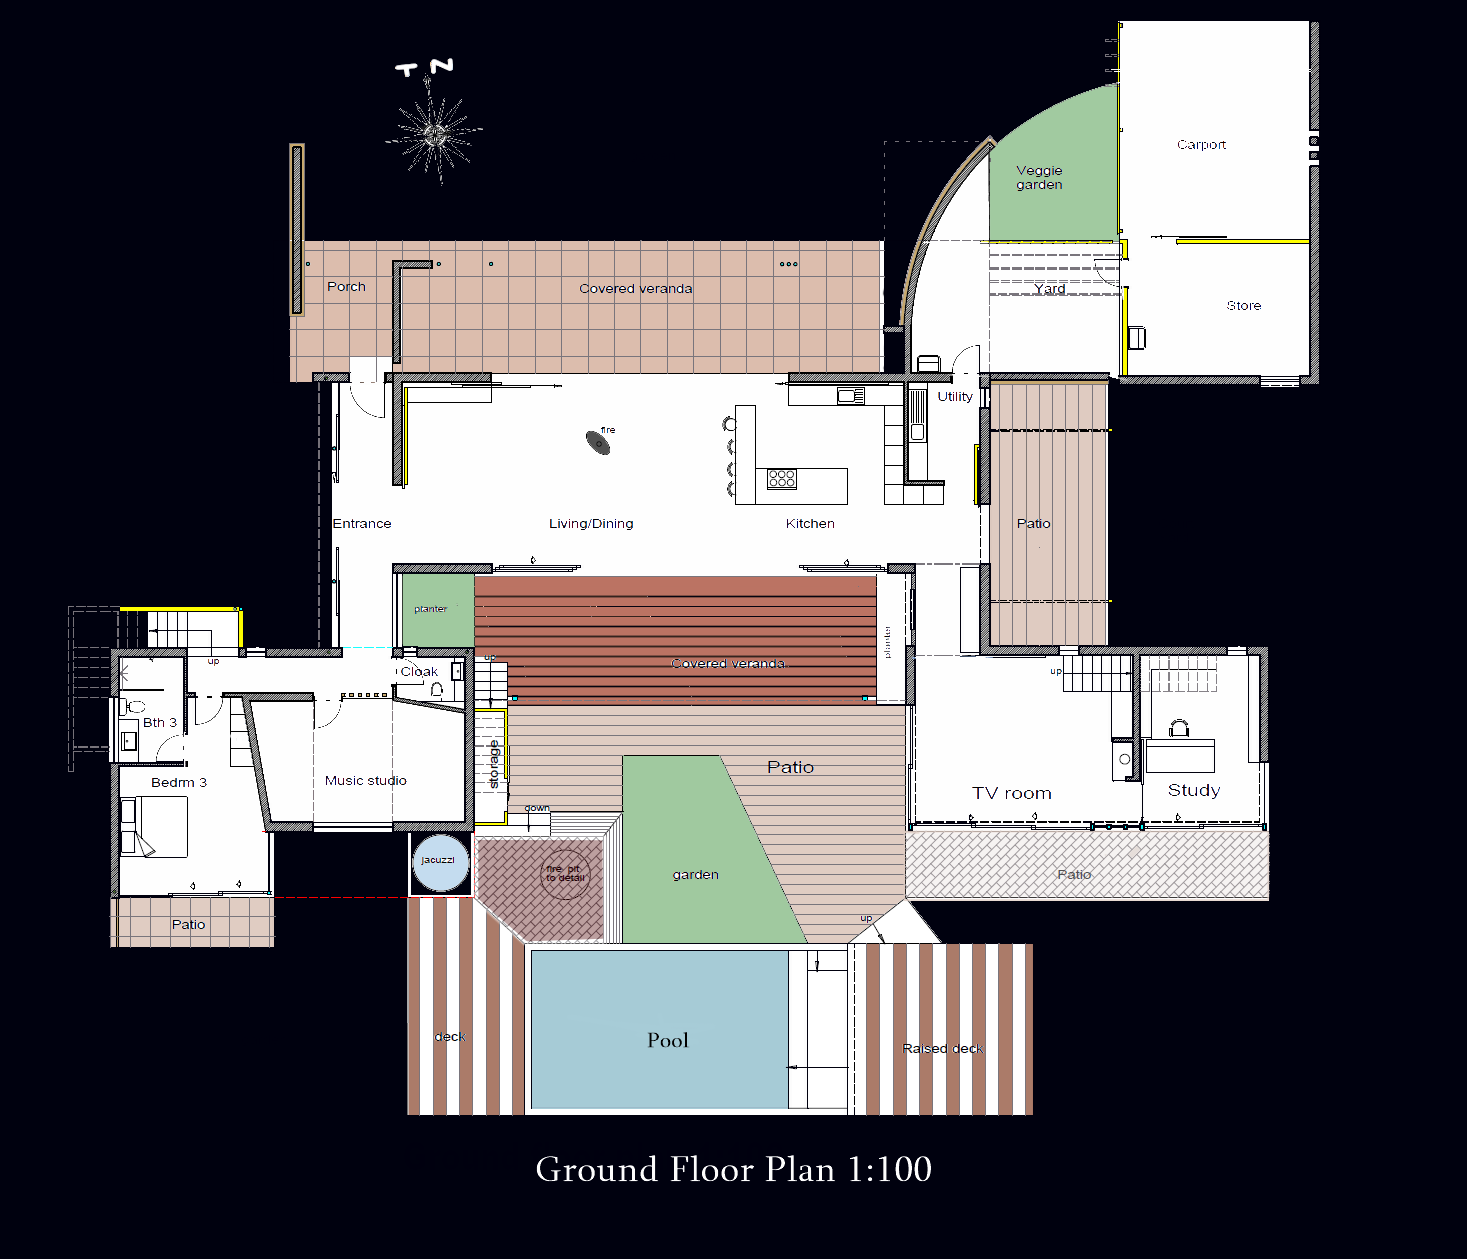 T N
Carport
Veggie
garden
Porch
Covered veranda
Yard
Store
Utility
fire
Entrance
Living/Dining
Kitchen
Patio
planter
planter
up
up
Cloak
Covered veranda
up
Bth 3
Bedrm 3
Music studio
storage
Patio
TV room
Study
down
jacuzzi
fire pit
to detail
garden
Patio
Patio
up
deck
Pool
Raised deck
Ground Floor Plan 1:100